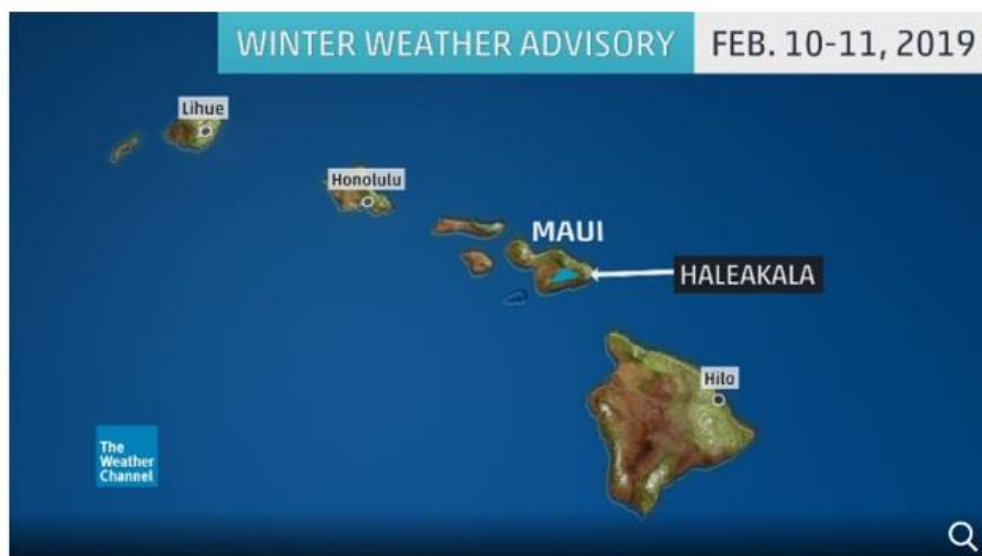 WINTER WEATHER ADVISORY FEB. 10-11, 2019
Lihue
Honolulu
MAUI
HALEAKALA
Hilo
The
Weather
Channel